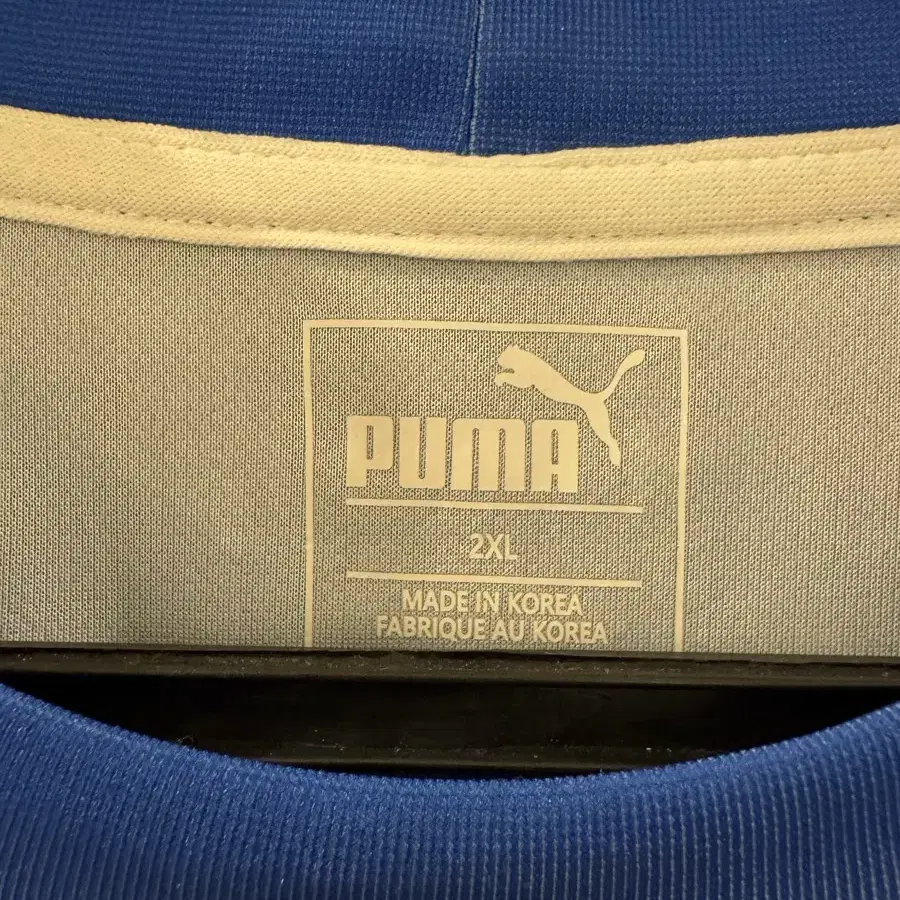 PUMA
2XL
MADE IN KOREA
FABRIQUE AU KOREA